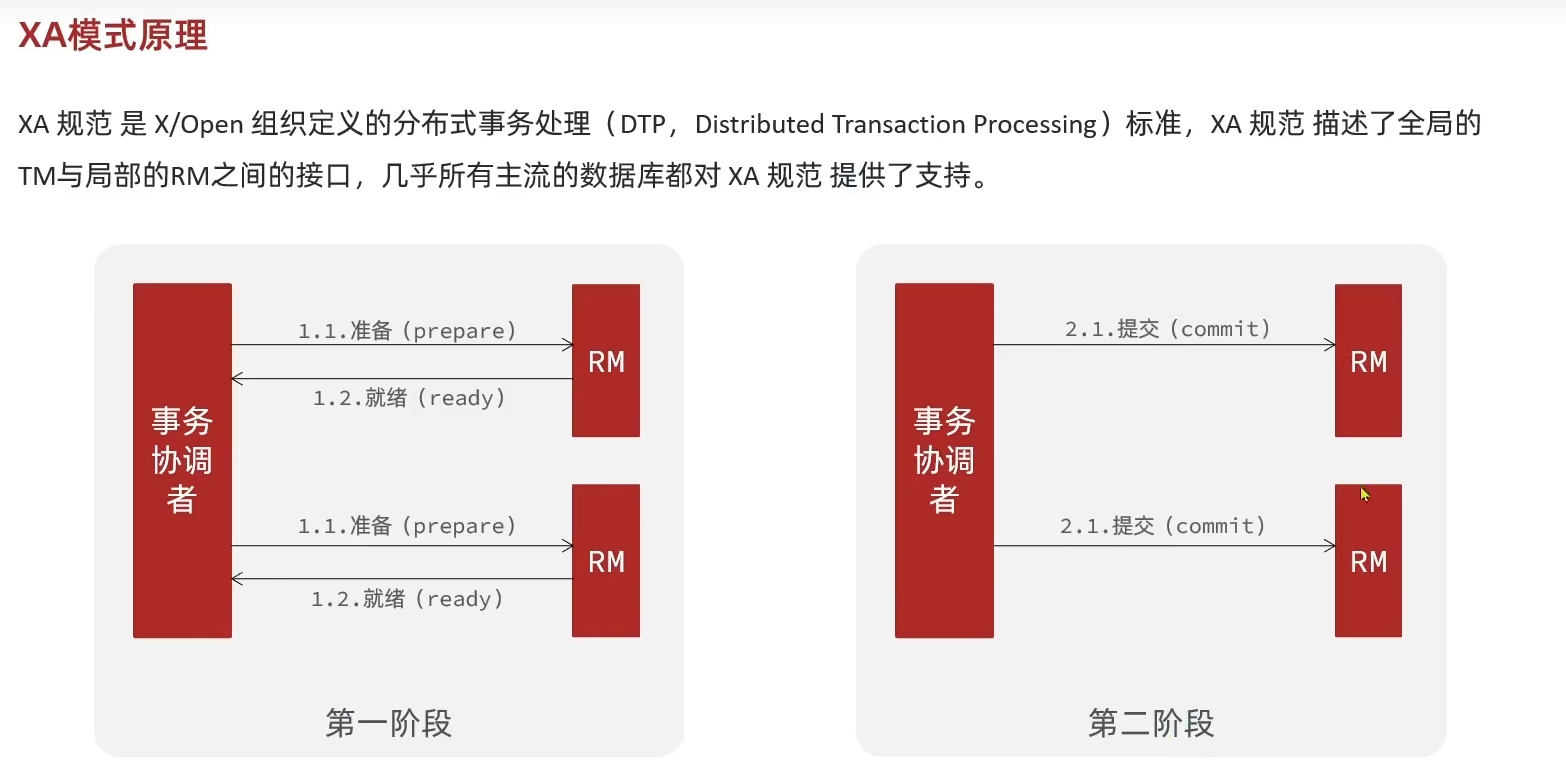 XA模式原理
XA 规范 是 X/Open 组织定义的分布式事务处理（DTP，Distributed Transaction Processing）标准，XA 规范 描述了全局的
TM与局部的RM之间的接口，几乎所有主流的数据库都对 XA 规范 提供了支持。
事务
协调
者
1.1.准备（prepare）
1.2.就绪（ready）
RM
1.1.准备（prepare）
1.2.就绪（ready）
RM
第一阶段
事务
协调
者
2.1.提交（commit）
RM
2.1.提交（commit）
RM
第二阶段